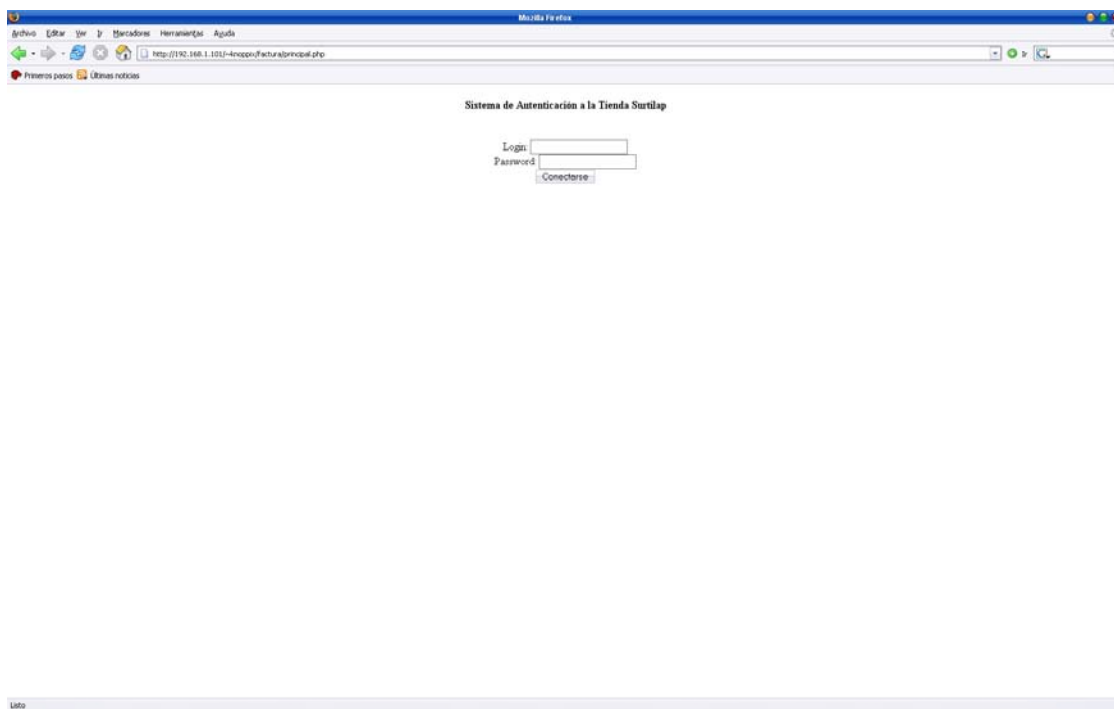 Mozilla Firefox
Archivo Editar Ver Ir Marcadores Herramientas Ayuda
http://192.168.1.101/~4noppo/factura/principal.php
Ir
Primeros pasos Últimas noticias
Sistema de Autenticación a la Tienda Surtilap
Login:
Password
Conectarse
Listo